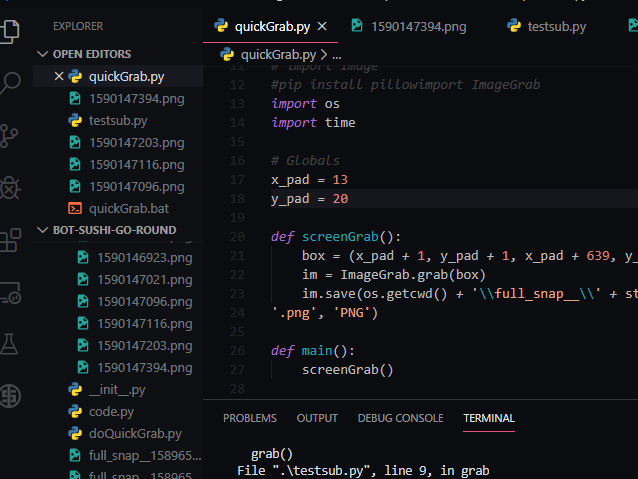 EXPLORER
OPEN EDITORS
quickGrab.py
1590147394.png
testsub.py
1590147203.png
1590147116.png
1590147096.png
quickGrab.bat
BOT-SUSHI-GO-ROUND
1590146923.png
1590147021.png
1590147096.png
1590147116.png
1590147203.png
1590147394.png
__init__.py
code.py
doQuickGrab.py
full_snap__158965...
full_snap__158965...
quickGrab.py
1590147394.png
ImageGrab.py
testsub.py
quickGrab.py > ...
11 # import Image
12 #pip install pillowimport ImageGrab
13 import os
14 import time
15
16 # Globals
17 x_pad = 13
18 y_pad = 20
19
20 def screenGrab():
21 box = (x_pad + 1, y_pad + 1, x_pad + 639, y_
22 im = ImageGrab.grab(box)
23 im.save(os.getcwd() + '\\full_snap__\\' + st
24 '.png', 'PNG')
25
26 def main():
27 screenGrab()
28
PROBLEMS OUTPUT DEBUG CONSOLE TERMINAL
grab()
File ".\testsub.py", line 9, in grab